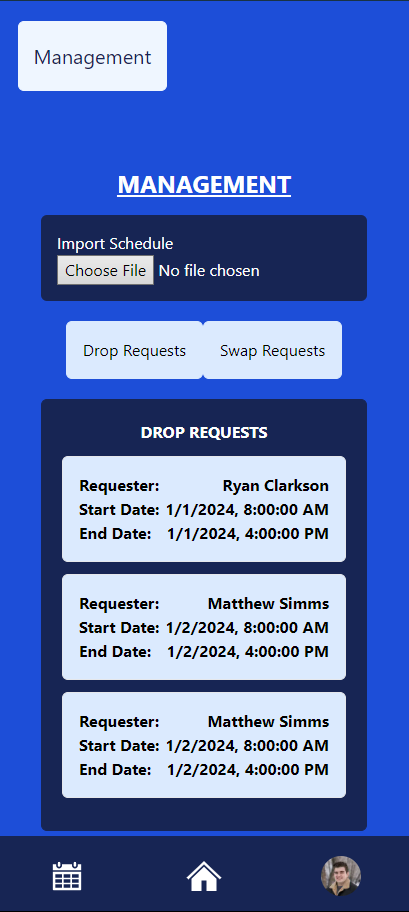 Management
MANAGEMENT
Import Schedule
Choose File No file chosen
Drop Requests Swap Requests
DROP REQUESTS
Requester: Ryan Clarkson
Start Date: 1/1/2024, 8:00:00 AM
End Date: 1/1/2024, 4:00:00 PM
Requester: Matthew Simms
Start Date: 1/2/2024, 8:00:00 AM
End Date: 1/2/2024, 4:00:00 PM
Requester: Matthew Simms
Start Date: 1/2/2024, 8:00:00 AM
End Date: 1/2/2024, 4:00:00 PM